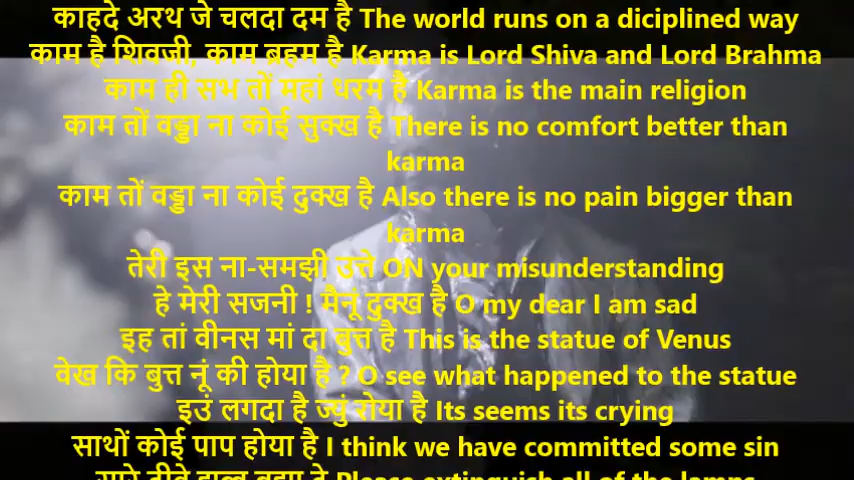 काहदे अरथ जे चलदा दम है The world runs on a diciplined way
काम है शिवजी, काम ब्रहम है Karma is Lord Shiva and Lord Brahma
काम ही सभ तों महां धरम है Karma is the main religion
काम तों वड्डा ना कोई सुक्ख है There is no comfort better than
karma
काम तों वड्डा ना कोई दुक्ख है Also there is no pain bigger than
karma
तेरी इस ना-समझी उत्ते ON your misunderstanding
हे मेरी सजनी ! मैनूं दुक्ख है O my dear I am sad
इह तां वीनस मां दा बुत्त है This is the statue of Venus
वेख कि बुत्त नूं की होया है ? O see what happened to the statue
इउं लगदा है ज्युं रोया है Its seems its crying
साथों कोई पाप होया है I think we have committed some sin
Please extinguish all of the lamps